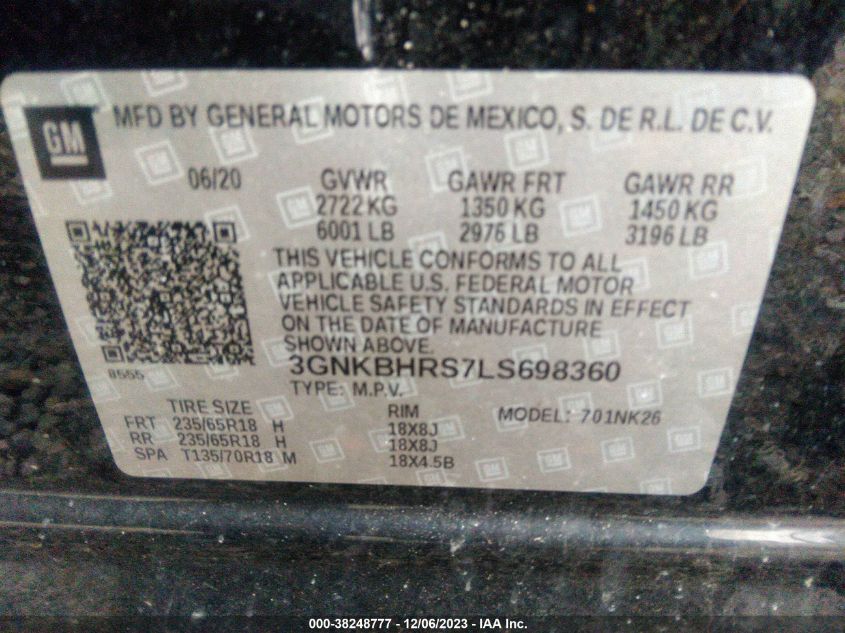 GM
MFD BY GENERAL MOTORS DE MEXICO, S. DE R.L. DE C.V.
06/20 GVWR GAWR FRT GAWR RR
2722 KG 1350 KG 1450 KG
6001 LB 2976 LB 3196 LB
THIS VEHICLE CONFORMS TO ALL
APPLICABLE U.S. FEDERAL MOTOR
VEHICLE SAFETY STANDARDS IN EFFECT
ON THE DATE OF MANUFACTURE
SHOWN ABOVE.
8555 3GNKBHRS7LS698360
TYPE: M.P.V.
TIRE SIZE RIM MODEL: 701NK26
FRT 235/65R18 H 18X8J
RR 235/65R18 H 18X8J
SPA T135/70R18 M 18X4.5B
000-38248777 - 12/06/2023 - IAA Inc.